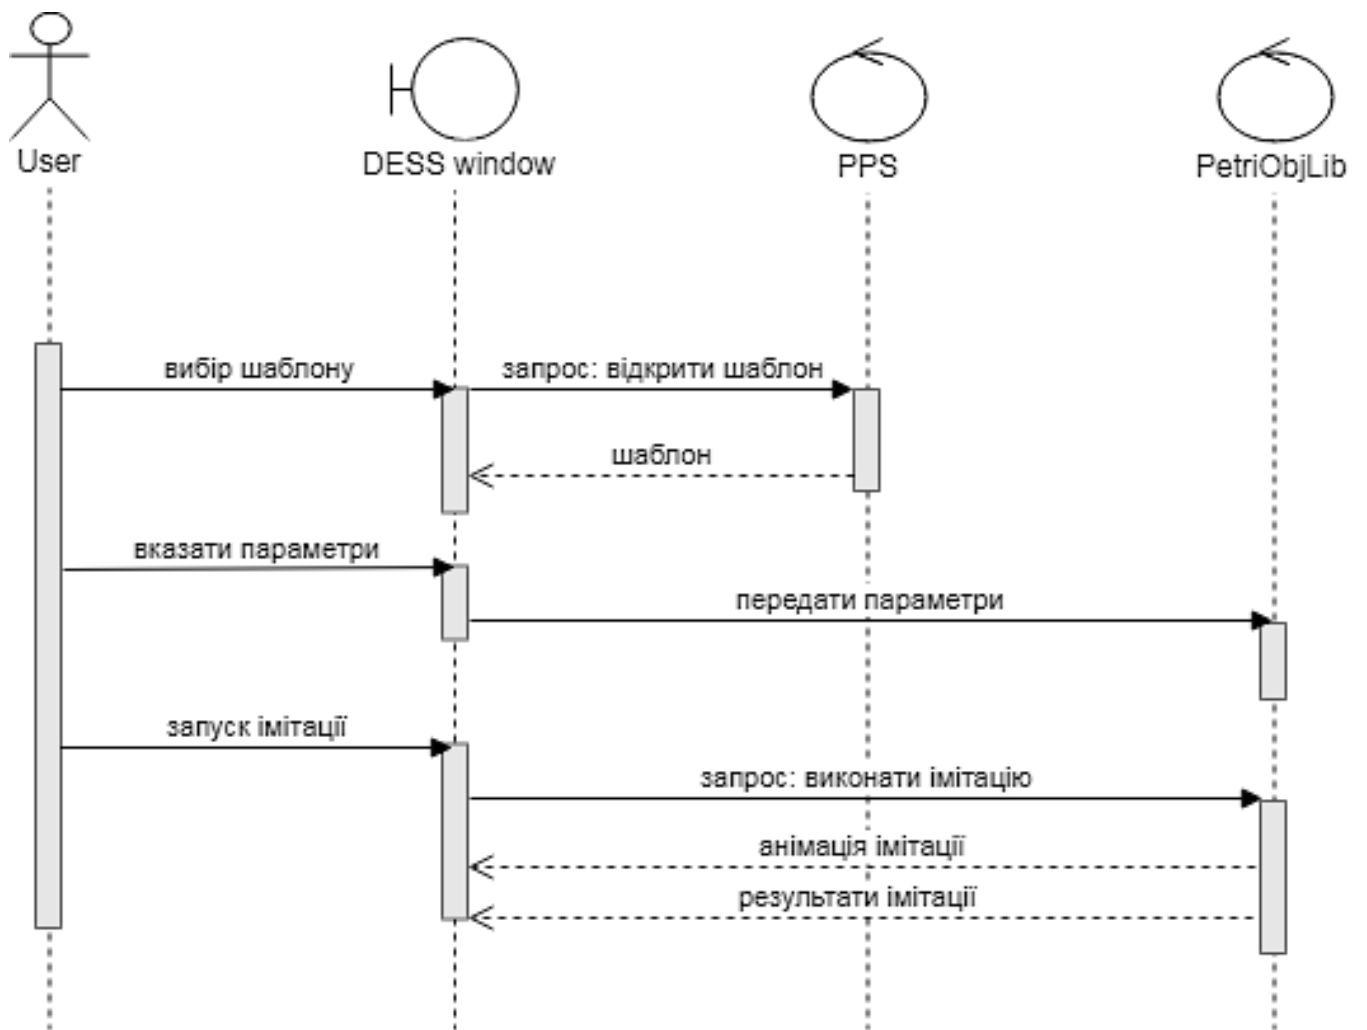 User
DESS window
PPS
PetriObjLib
вибір шаблону
запрос: відкрити шаблон
шаблон
вказати параметри
передати параметри
запуск імітації
запрос: виконати імітацію
анімація імітації
результати імітації